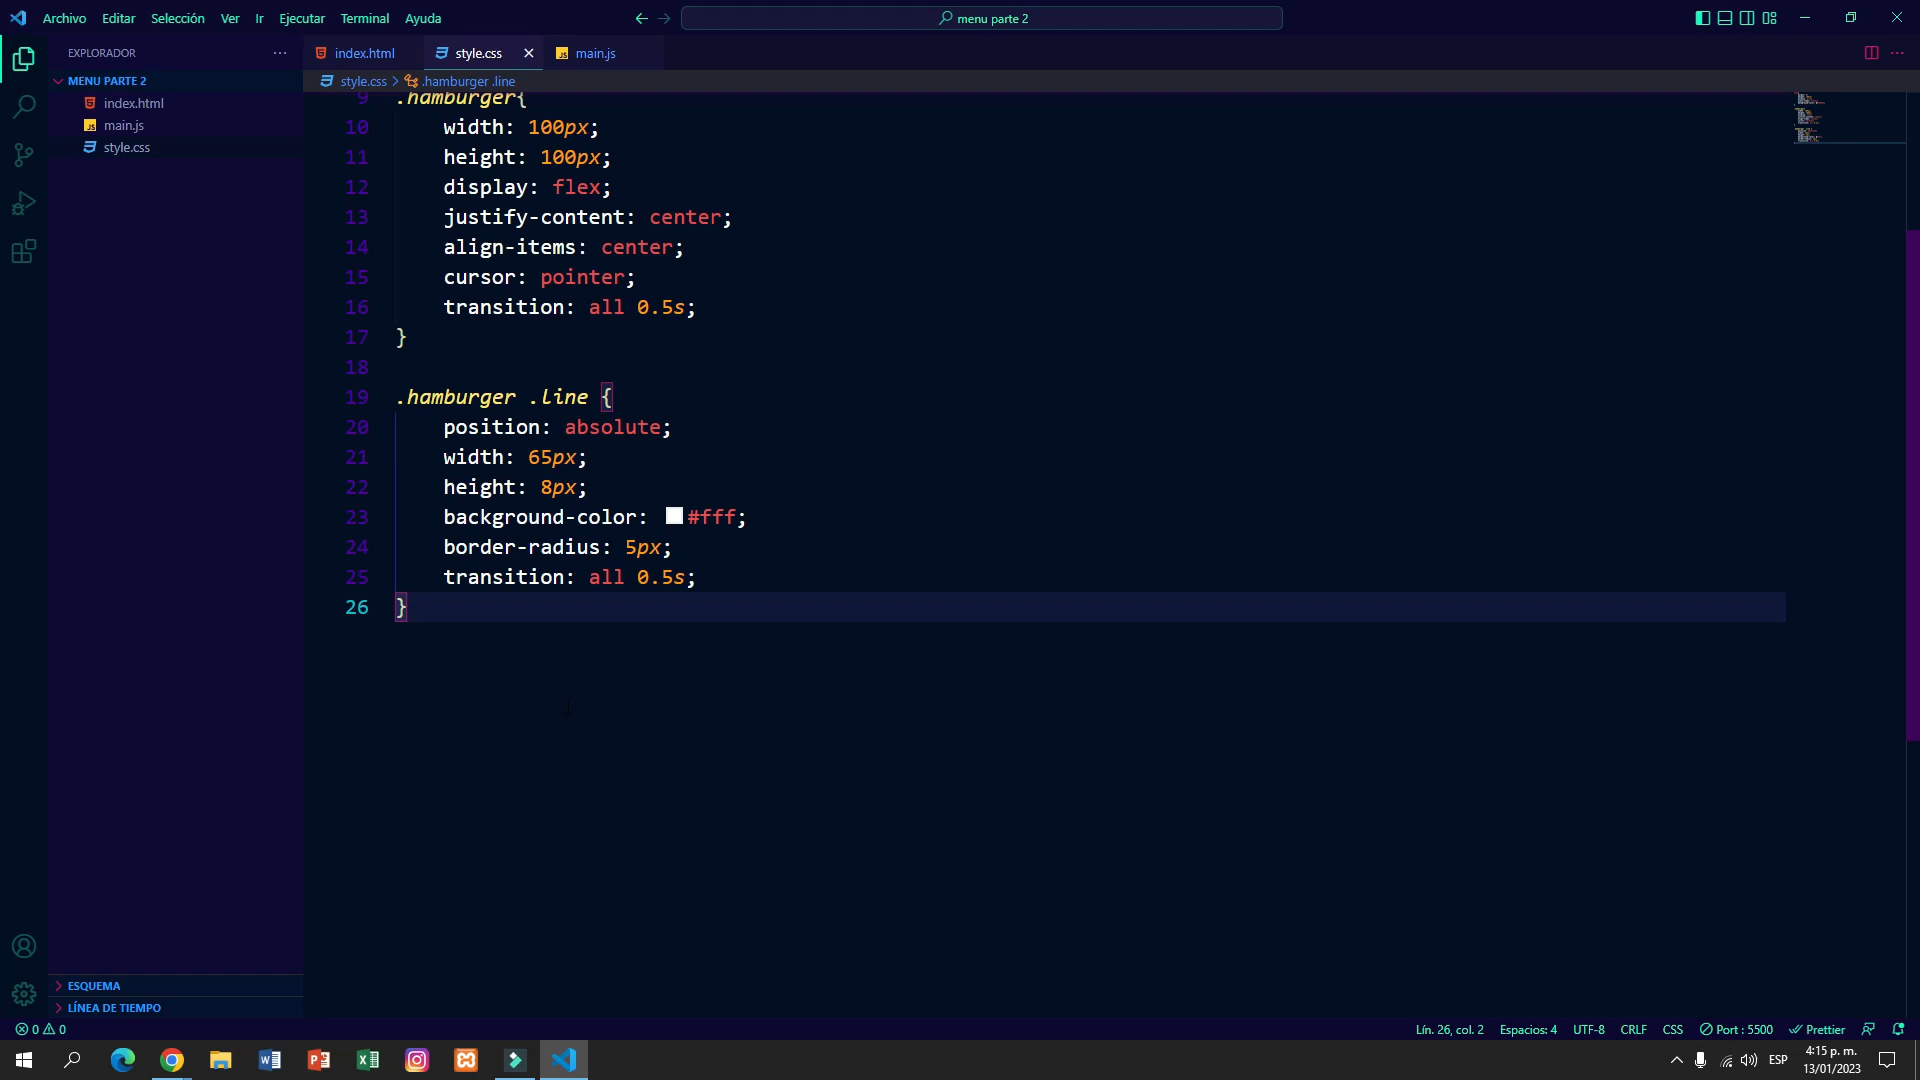 Archivo Editar Selección Ver Ir Ejecutar Terminal Ayuda
menu parte 2
EXPLORADOR
index.html
style.css
main.js
MENU PARTE 2
style.css > .hamburger .line
index.html
main.js
style.css
9 .hamburger{
10 width: 100px;
11 height: 100px;
12 display: flex;
13 justify-content: center;
14 align-items: center;
15 cursor: pointer;
16 transition: all 0.5s;
17 }
18
19 .hamburger .line {
20 position: absolute;
21 width: 65px;
22 height: 8px;
23 background-color: #fff;
24 border-radius: 5px;
25 transition: all 0.5s;
26 }
ESQUEMA
LÍNEA DE TIEMPO
0 0
Lín. 26, col. 2 Espacios: 4 UTF-8 CRLF CSS Port : 5500 Prettier
ESP
4:15 p. m.
13/01/2023